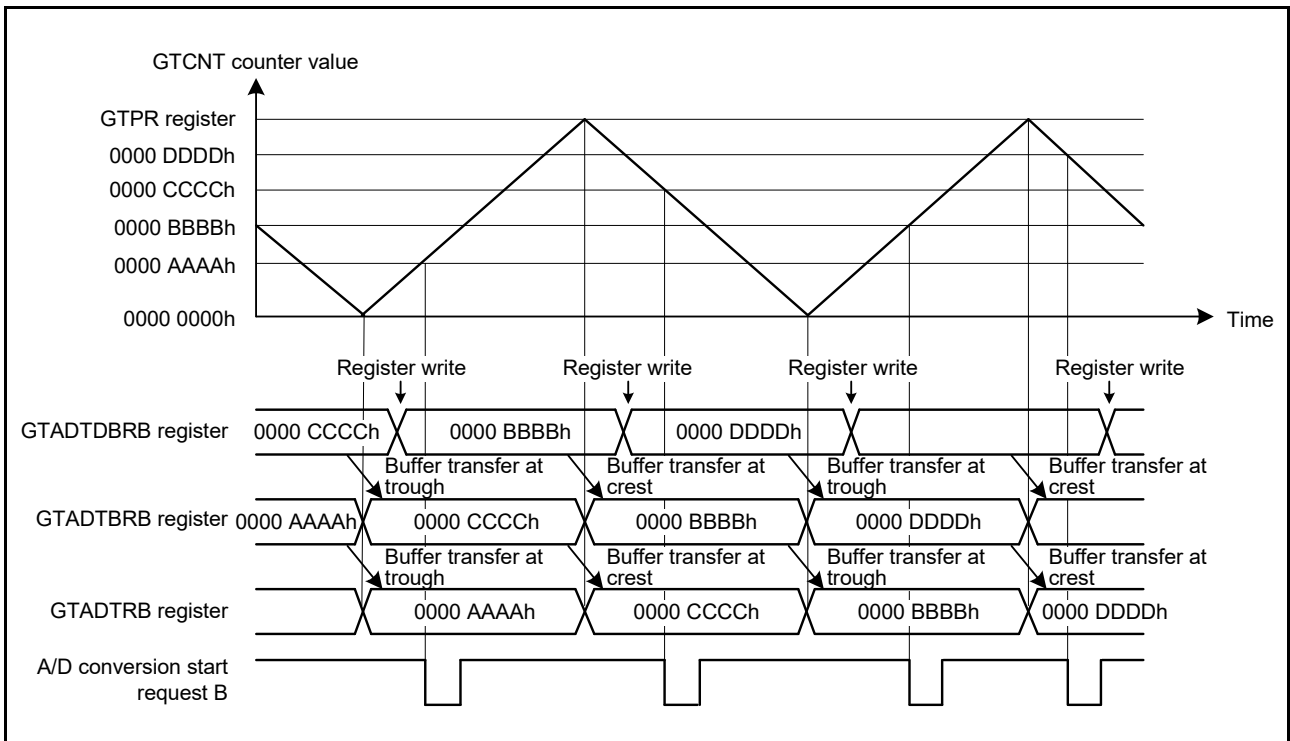 GTCNT counter value
GTPR register
0000 DDDDh
0000 CCCCh
0000 BBBBh
0000 AAAAh
0000 0000h
Time
Register write Register write Register write Register write
GTADTDBRB register 0000 CCCCh 0000 BBBBh 0000 DDDDh
Buffer transfer at trough
Buffer transfer at crest
Buffer transfer at trough
Buffer transfer at crest
GTADTBRB register 0000 AAAAh 0000 CCCCh 0000 BBBBh 0000 DDDDh
Buffer transfer at trough
Buffer transfer at crest
Buffer transfer at trough
Buffer transfer at crest
GTADTRB register 0000 AAAAh 0000 CCCCh 0000 BBBBh 0000 DDDDh
A/D conversion start
request B